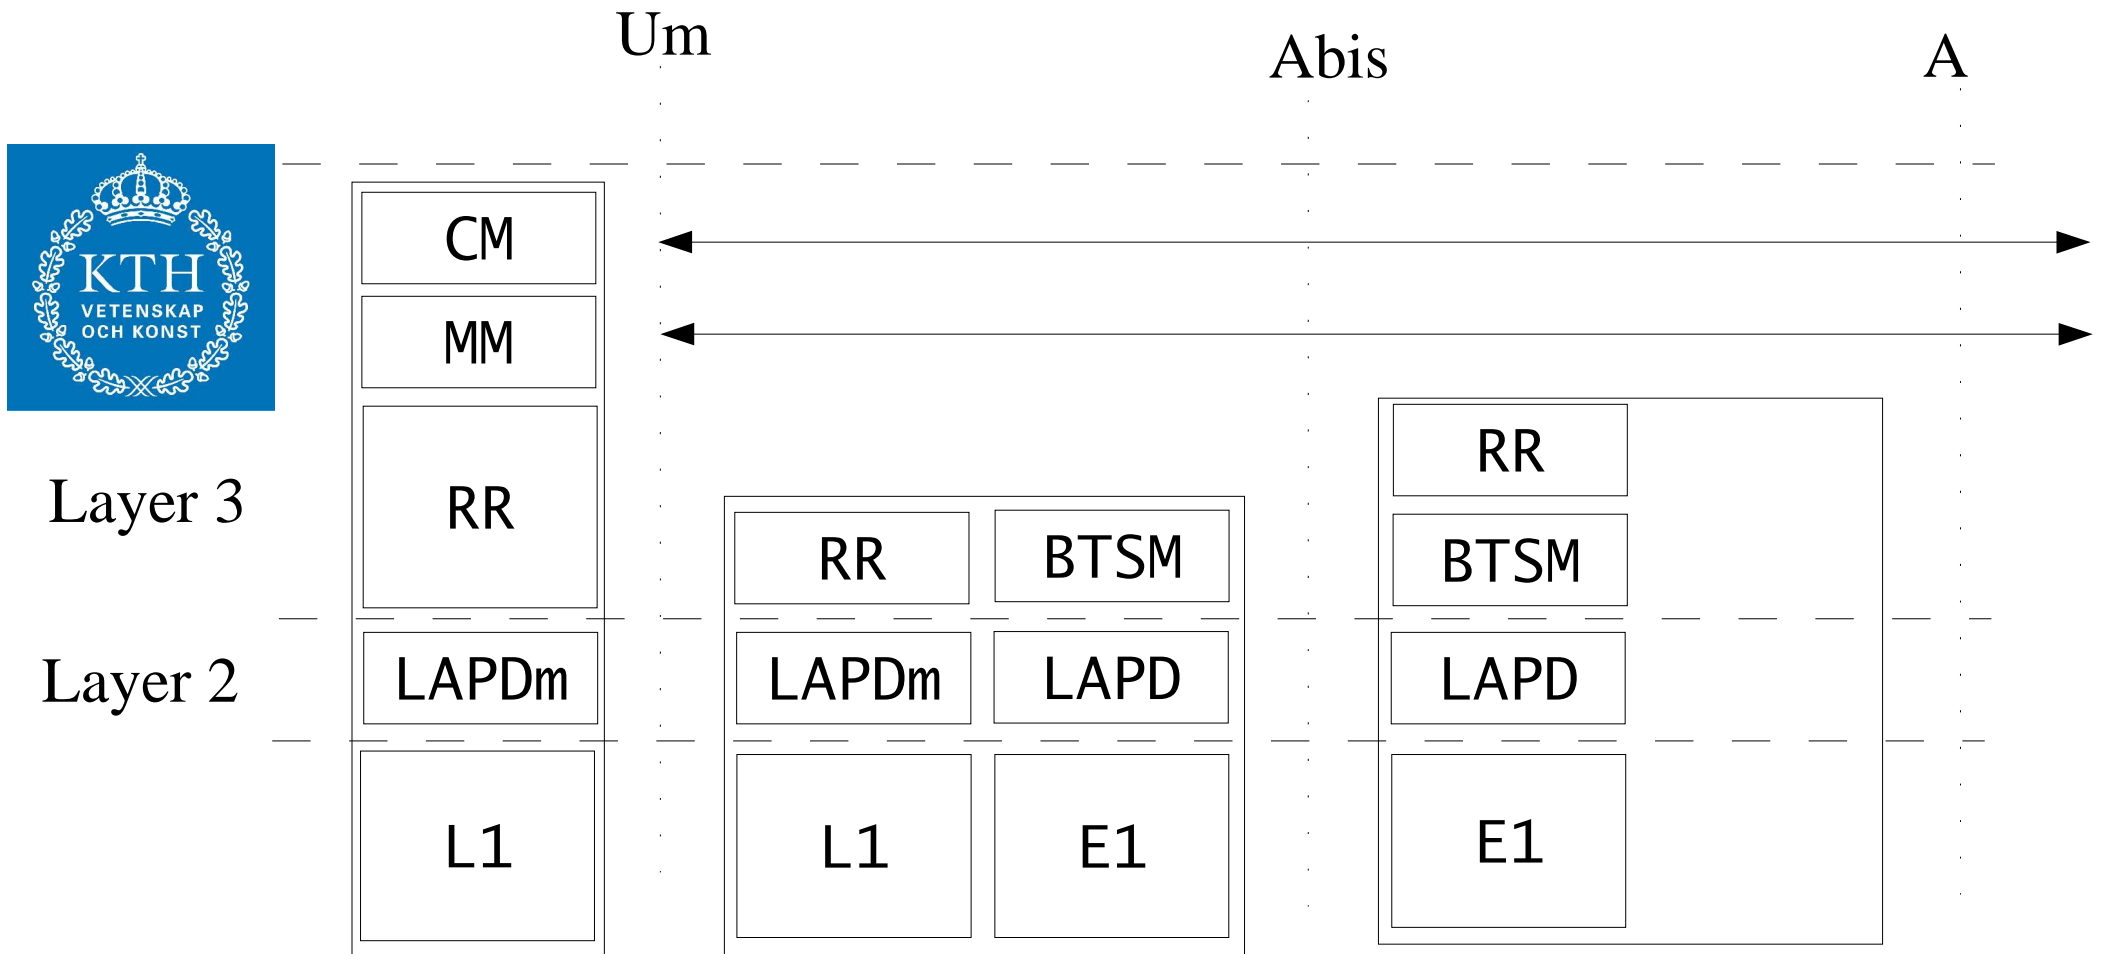 Um
Abis
A
KTH
VETENSKAP
OCH KONST
CM
MM
RR
RR
Layer 3
RR
BTSM
BTSM
Layer 2
LAPDm
LAPDm
LAPD
LAPD
L1
L1
E1
E1